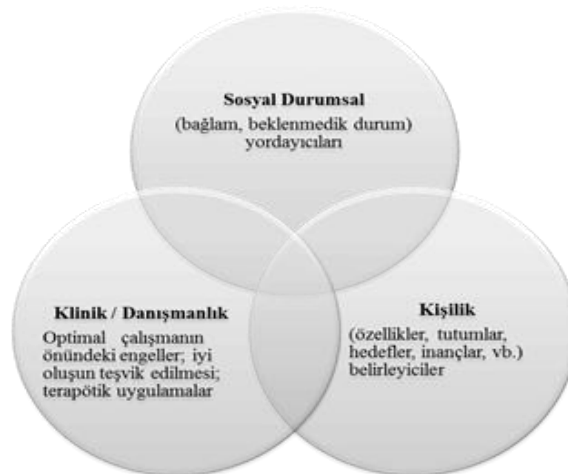 Sosyal Durumsal
(bağlam, beklenmedik durum)
yordayıcıları
Klinik / Danışmanlık
Optimal çalışmanın
önündeki engeller; iyi
oluşun teşvik edilmesi;
terapötik uygulamalar
Kişilik
(özellikler, tutumlar,
hedefler, inançlar, vb.)
belirleyiciler